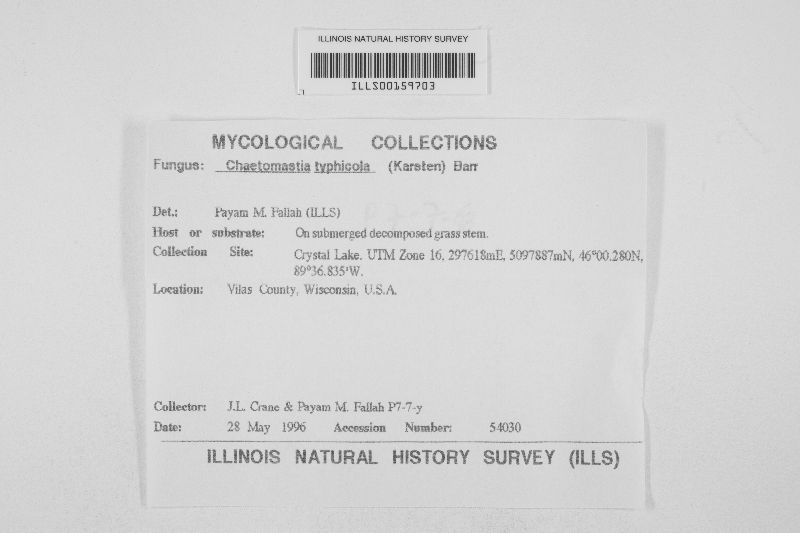 ILLINOIS NATURAL HISTORY SURVEY
ILLS00159703
MYCOLOGICAL COLLECTIONS
Fungus: Chaetomastia typhicola (Karsten) Barr
Det.: Payam M. Fallah (ILLS)
Host or substrate: On submerged decomposed grass stem.
Collection Site: Crystal Lake. UTM Zone 16, 297618mE, 5097887mN, 46°00.280N,
89°36.835'W.
Location: Vilas County, Wisconsin, U.S.A.
Collector: J.L. Crane & Payam M. Fallah P7-7-y
Date: 28 May 1996 Accession Number: 54030
ILLINOIS NATURAL HISTORY SURVEY (ILLS)